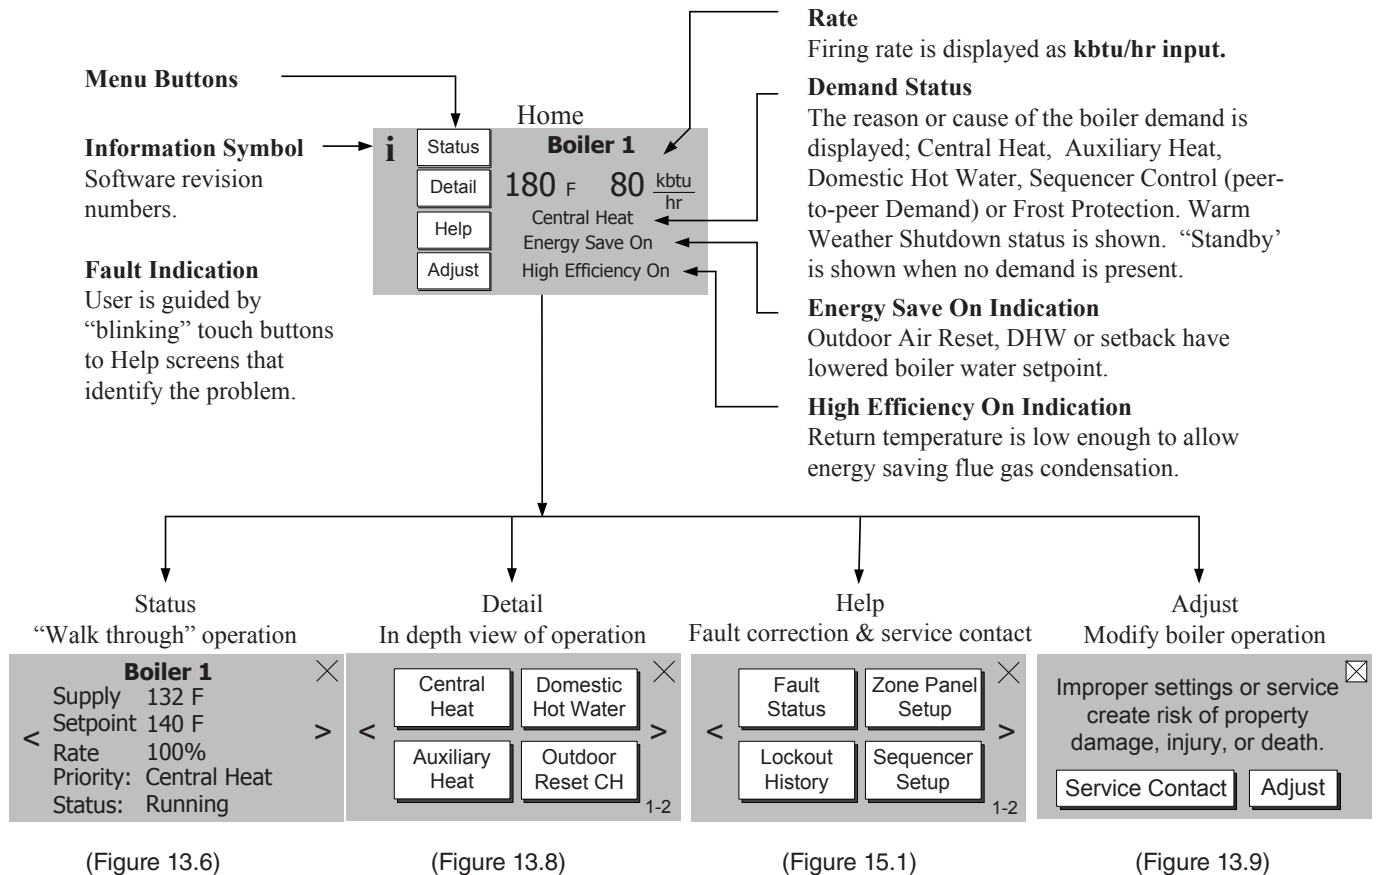 Menu Buttons
Information Symbol
Software revision
numbers.
Fault Indication
User is guided by
“blinking” touch buttons
to Help screens that
identify the problem.
Home
i
Status
Detail
Help
Adjust
Boiler 1
180 F 80 kbtu
hr
Central Heat
Energy Save On
High Efficiency On
Rate
Firing rate is displayed as kbtu/hr input.
Demand Status
The reason or cause of the boiler demand is
displayed; Central Heat, Auxiliary Heat,
Domestic Hot Water, Sequencer Control (peer-
to-peer Demand) or Frost Protection. Warm
Weather Shutdown status is shown. “Standby’
is shown when no demand is present.
Energy Save On Indication
Outdoor Air Reset, DHW or setback have
lowered boiler water setpoint.
High Efficiency On Indication
Return temperature is low enough to allow
energy saving flue gas condensation.
Status
“Walk through” operation
Boiler 1
Supply 132 F
Setpoint 140 F
< >
Rate 100%
Priority: Central Heat
Status: Running
(Figure 13.6)
Detail
In depth view of operation
Central
Heat
Domestic
Hot Water
< >
Auxiliary
Heat
Outdoor
Reset CH
1-2
(Figure 13.8)
Help
Fault correction & service contact
Fault
Status
Zone Panel
Setup
< >
Lockout
History
Sequencer
Setup
1-2
(Figure 15.1)
Adjust
Modify boiler operation
Improper settings or service
create risk of property
damage, injury, or death.
Service Contact
Adjust
(Figure 13.9)